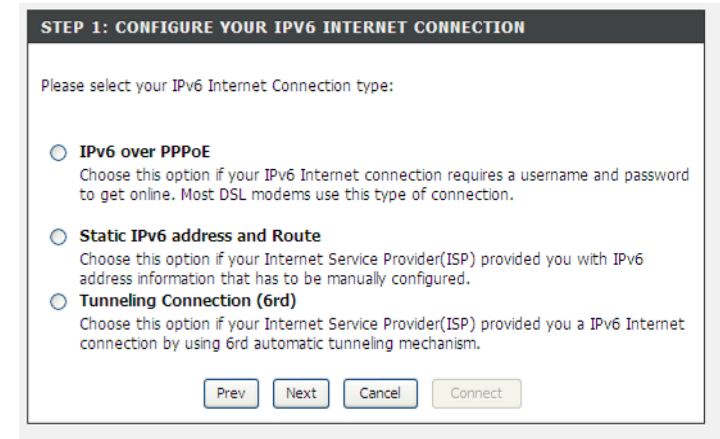 STEP 1: CONFIGURE YOUR IPV6 INTERNET CONNECTION
Please select your IPv6 Internet Connection type:
IPv6 over PPPoE
Choose this option if your IPv6 Internet connection requires a username and password
to get online. Most DSL modems use this type of connection.
Static IPv6 address and Route
Choose this option if your Internet Service Provider(ISP) provided you with IPv6
address information that has to be manually configured.
Tunneling Connection (6rd)
Choose this option if your Internet Service Provider(ISP) provided you a IPv6 Internet
connection by using 6rd automatic tunneling mechanism.
Prev Next Cancel Connect